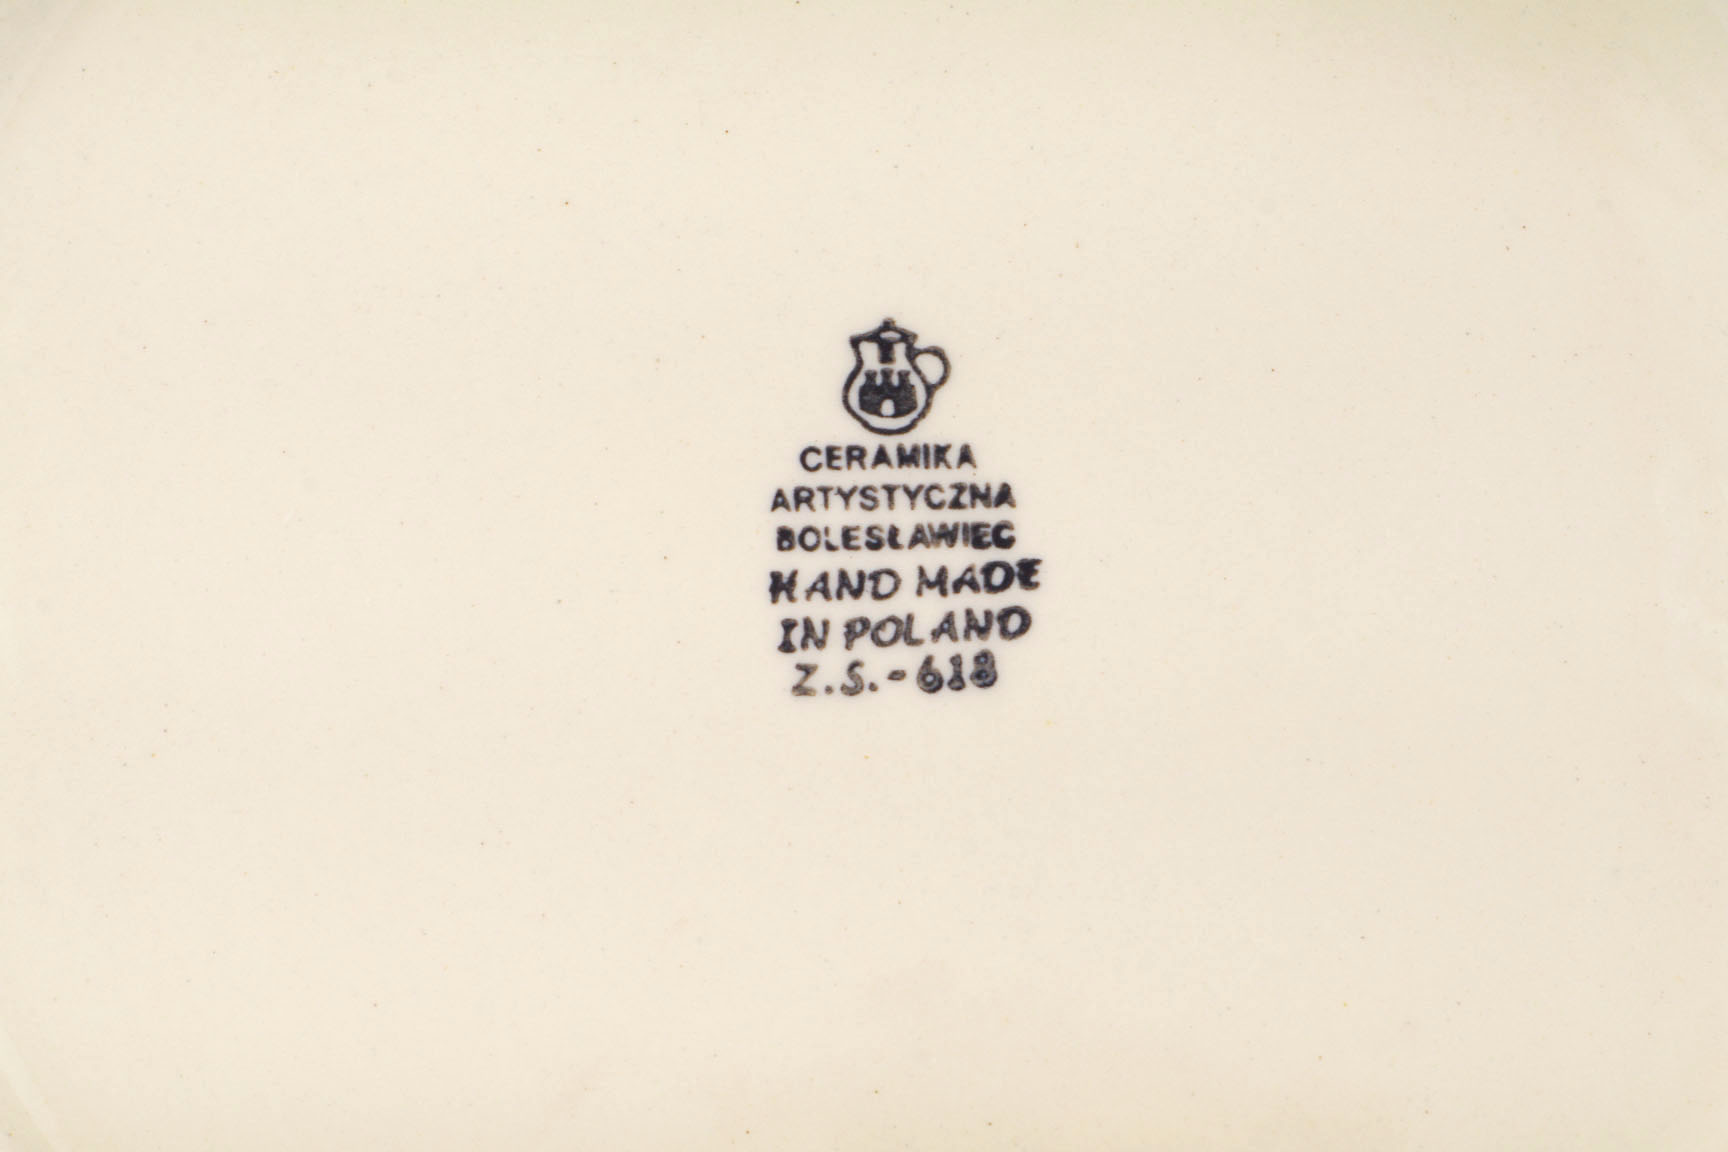 CERAMIKA
ARTYSTYCZNA
BOLESŁAWIEC
HAND MADE
IN POLAND
Z.S.-618